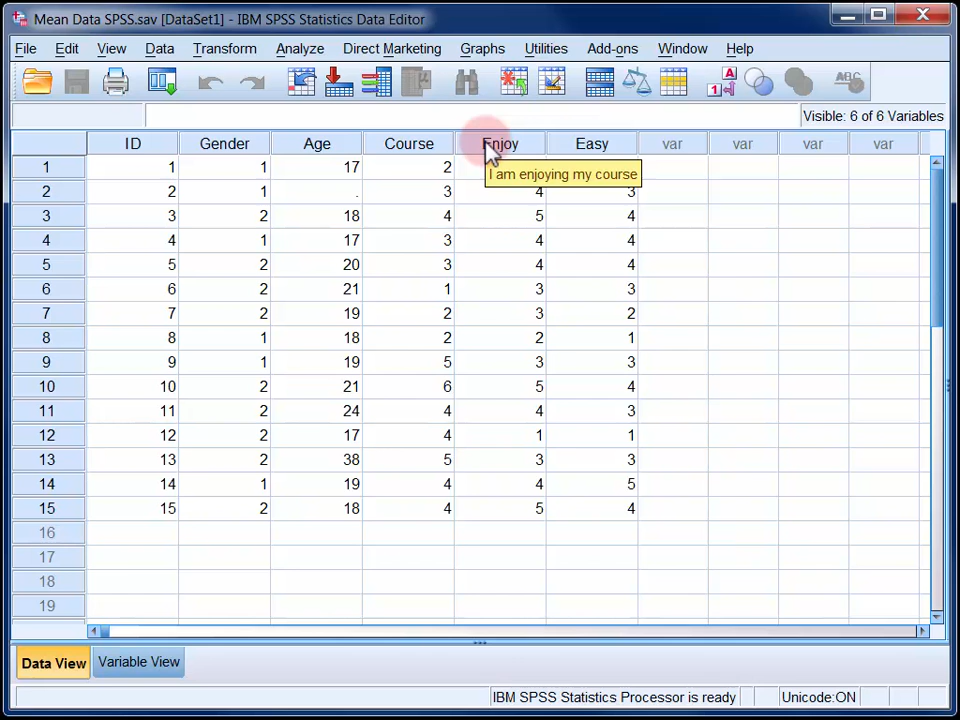 Mean Data SPSS.sav [DataSet1] - IBM SPSS Statistics Data Editor
File Edit View Data Transform Analyze Direct Marketing Graphs Utilities Add-ons Window Help
A 1 ABC
Visible: 6 of 6 Variables
ID Gender Age Course Enjoy Easy var var var var
1 1 1 17 2
I am enjoying my course
2 2 1 . 3 4 3
3 3 2 18 4 5 4
4 4 1 17 3 4 4
5 5 2 20 3 4 4
6 6 2 21 1 3 3
7 7 2 19 2 3 2
8 8 1 18 2 2 1
9 9 1 19 5 3 3
10 10 2 21 6 5 4
11 11 2 24 4 4 3
12 12 2 17 4 1 1
13 13 2 38 5 3 3
14 14 1 19 4 4 5
15 15 2 18 4 5 4
16
17
18
19
Data View Variable View
IBM SPSS Statistics Processor is ready Unicode:ON